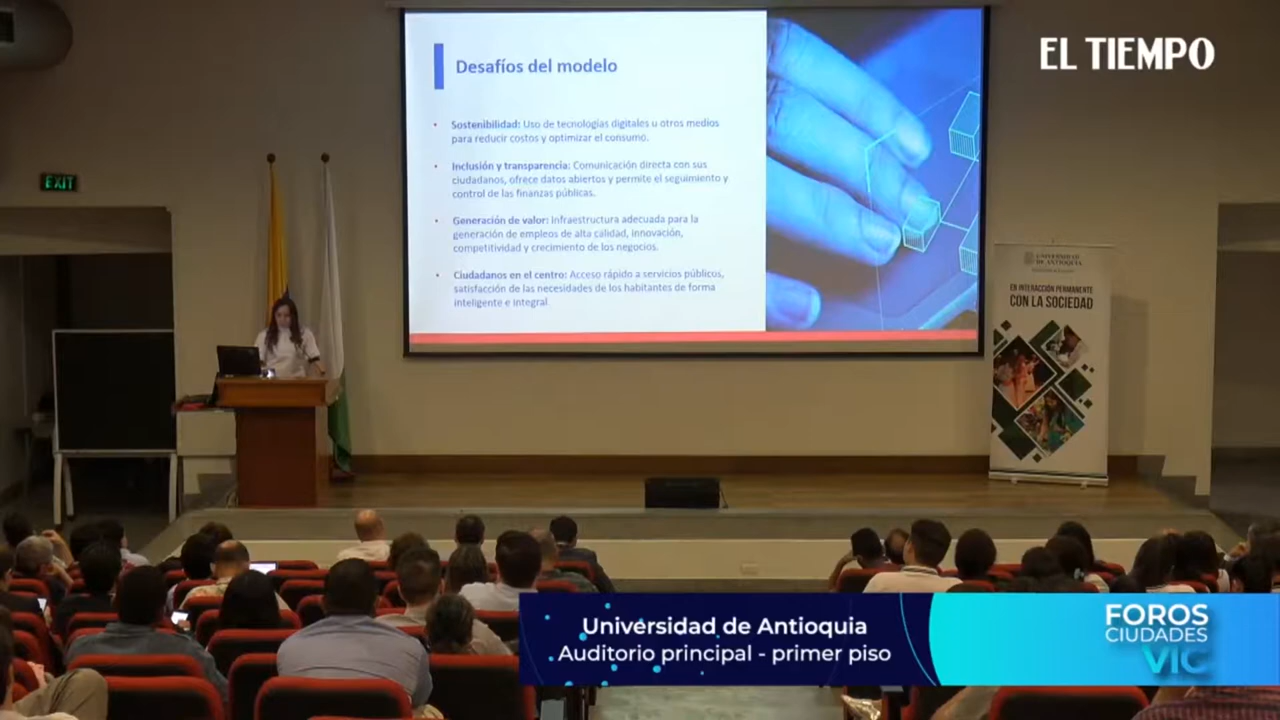 EL TIEMPO
Desafíos del modelo
• Sostenibilidad: Uso de tecnologías digitales u otros medios
para reducir costos y optimizar el consumo.
• Inclusión y transparencia: Comunicación directa con sus
ciudadanos, ofrece datos abiertos y permite el seguimiento y
control de las finanzas públicas.
• Generación de valor: Infraestructura adecuada para la
generación de empleos de alta calidad, innovación,
competitividad y crecimiento de los negocios.
• Ciudadanos en el centro: Acceso rápido a servicios públicos,
satisfacción de las necesidades de los habitantes de forma
inteligente e integral.
EXIT
UNIVERSIDAD
DE ANTIOQUIA
EN INTERACCIÓN PERMANENTE
CON LA SOCIEDAD
Universidad de Antioquia
Auditorio principal - primer piso
FOROS
CIUDADES
VIC